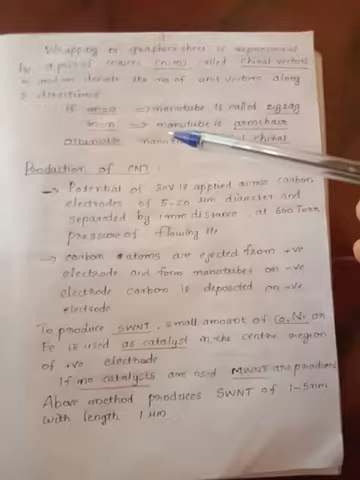 Wrapping of graphene sheet is represented
by a pair of indices (n,m) called chiral vectors
n and m denote the no of unit vectors along
2 directions
if m=0 → nanotube is called zigzag
m=n → nanotube is armchair
chiral
Production of CNT:
→ Potential of 50V is applied across carbon
electrodes of 5-20 μm diameter and
separated by 1mm distance at 500 Torr
pressure of flowing He
→ carbon atoms are ejected from +ve
electrode and form nanotubes on -ve
electrode carbon is deposited on -ve
electrode
To produce SWNT, small amount of Co, Ni or
Fe is used as catalyst in the centre region
of +ve electrode
If no catalysts are used MWNT are produced
Above method produces SWNT of 1-5nm
with length 1 μm